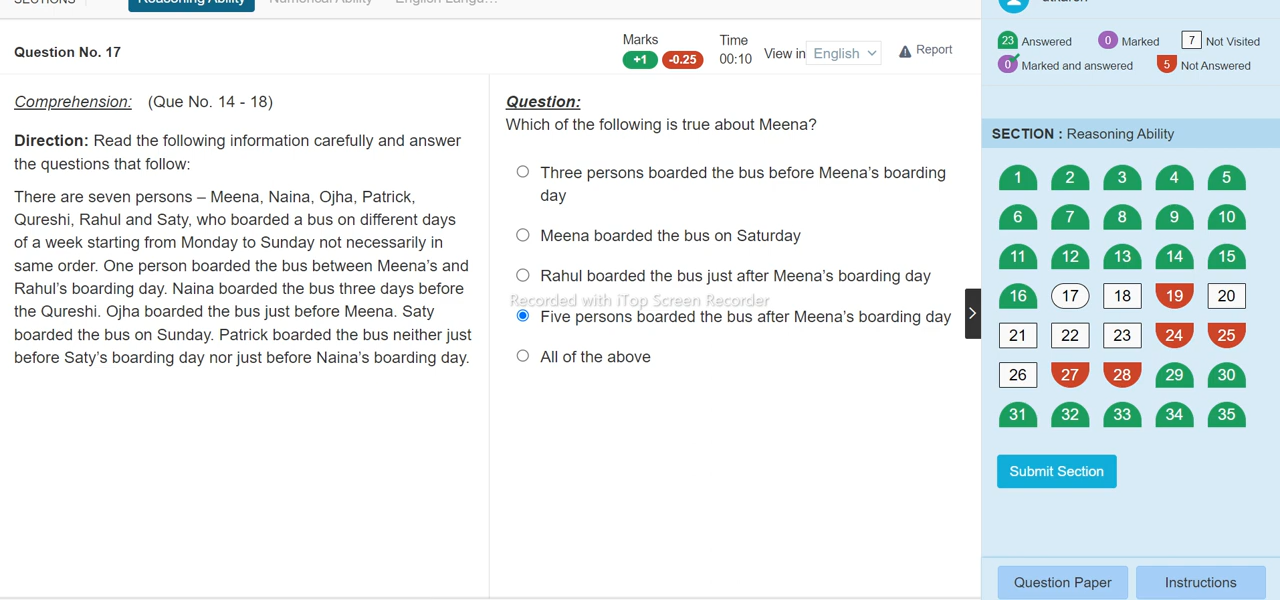 SECTIONS
Reasoning Ability
Numerical Ability
English Langu...
Question No. 17
Marks
+1
-0.25
Time
00:10
View in
English
Report
Comprehension: (Que No. 14 - 18)
Direction: Read the following information carefully and answer
the questions that follow:
There are seven persons – Meena, Naina, Ojha, Patrick,
Qureshi, Rahul and Saty, who boarded a bus on different days
of a week starting from Monday to Sunday not necessarily in
same order. One person boarded the bus between Meena's and
Rahul's boarding day. Naina boarded the bus three days before
the Qureshi. Ojha boarded the bus just before Meena. Saty
boarded the bus on Sunday. Patrick boarded the bus neither just
before Saty's boarding day nor just before Naina's boarding day.
Question:
Which of the following is true about Meena?
Three persons boarded the bus before Meena's boarding
day
Meena boarded the bus on Saturday
Rahul boarded the bus just after Meena's boarding day
Recorded with iTop Screen Recorder
Five persons boarded the bus after Meena's boarding day
All of the above
23 Answered
0 Marked
7 Not Visited
0 Marked and answered
5 Not Answered
SECTION : Reasoning Ability
1 2 3 4 5
6 7 8 9 10
11 12 13 14 15
16 17 18 19 20
21 22 23 24 25
26 27 28 29 30
31 32 33 34 35
Submit Section
Question Paper
Instructions